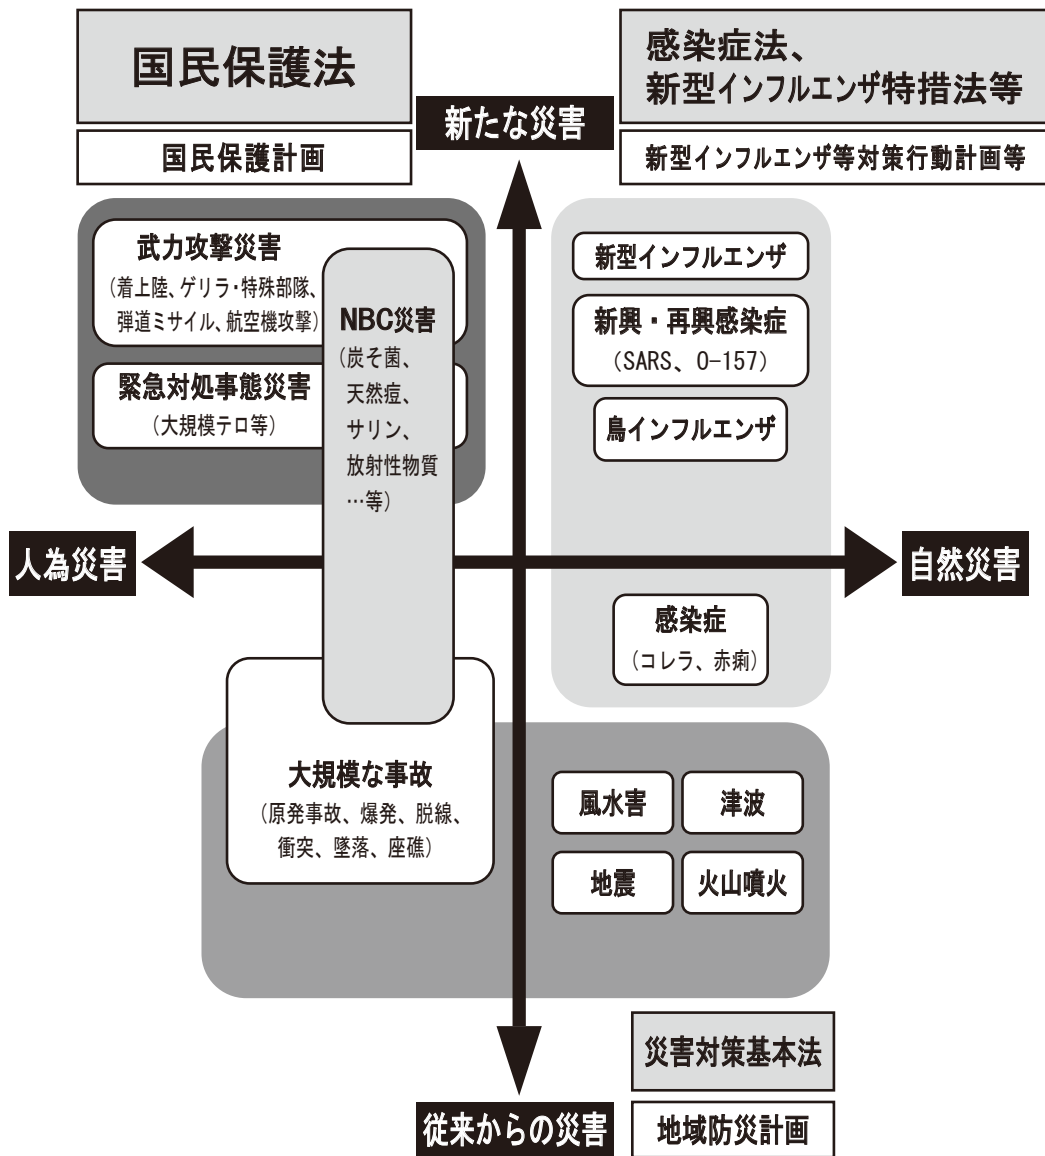 国民保護法
国民保護計画
感染症法、
新型インフルエンザ特措法等
新型インフルエンザ等対策行動計画等
新たな災害
武力攻撃災害
(着上陸、ゲリラ・特殊部隊、
弾道ミサイル、航空機攻撃)
緊急対処事態災害
(大規模テロ等)
NBC災害
(炭そ菌、
天然痘、
サリン、
放射性物質
…等)
新型インフルエンザ
新興・再興感染症
(SARS、O-157)
鳥インフルエンザ
人為災害
自然災害
感染症
(コレラ、赤痢)
大規模な事故
(原発事故、爆発、脱線、
衝突、墜落、座礁)
風水害
津波
地震
火山噴火
従来からの災害
災害対策基本法
地域防災計画